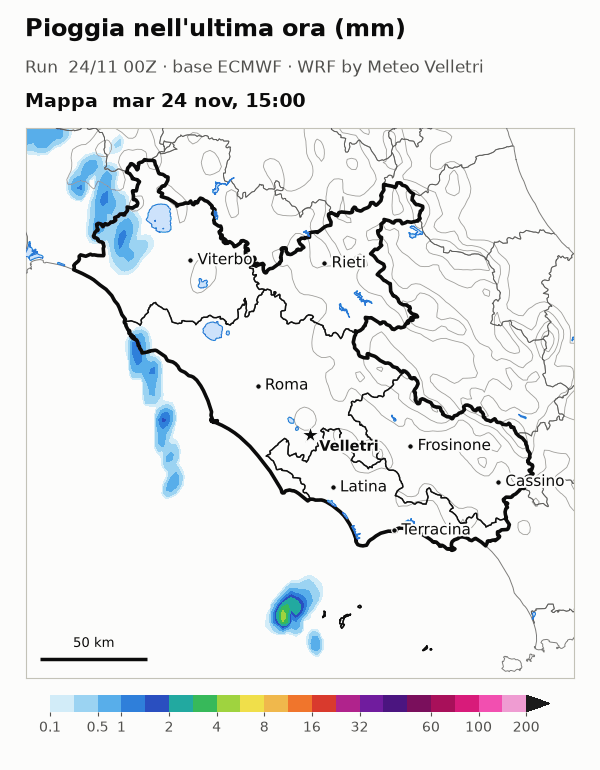 Pioggia nell'ultima ora (mm)
Run  24/11 00Z · base ECMWF · WRF by Meteo Velletri
Mappa  mar 24 nov, 15:00
Viterbo
Rieti
Roma
Velletri
Frosinone
Latina
Cassino
Terracina
50 km
0.1 0.5 1 2 4 8 16 32 60 100 200